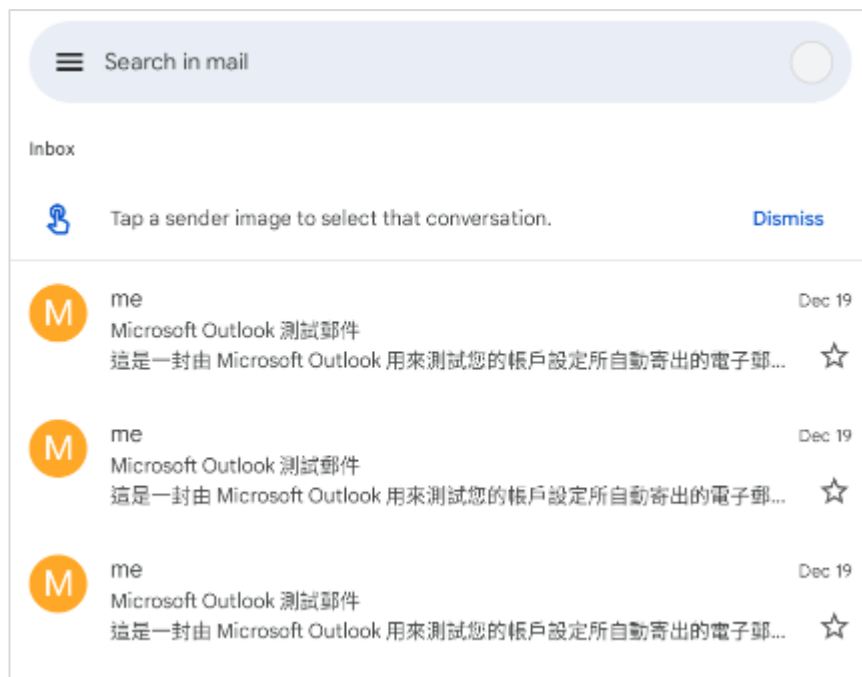 Search in mail
Inbox
Tap a sender image to select that conversation. Dismiss
M me Dec 19
Microsoft Outlook 測試郵件
這是一封由 Microsoft Outlook 用來測試您的帳戶設定所自動寄出的電子郵...
M me Dec 19
Microsoft Outlook 測試郵件
這是一封由 Microsoft Outlook 用來測試您的帳戶設定所自動寄出的電子郵...
M me Dec 19
Microsoft Outlook 測試郵件
這是一封由 Microsoft Outlook 用來測試您的帳戶設定所自動寄出的電子郵...